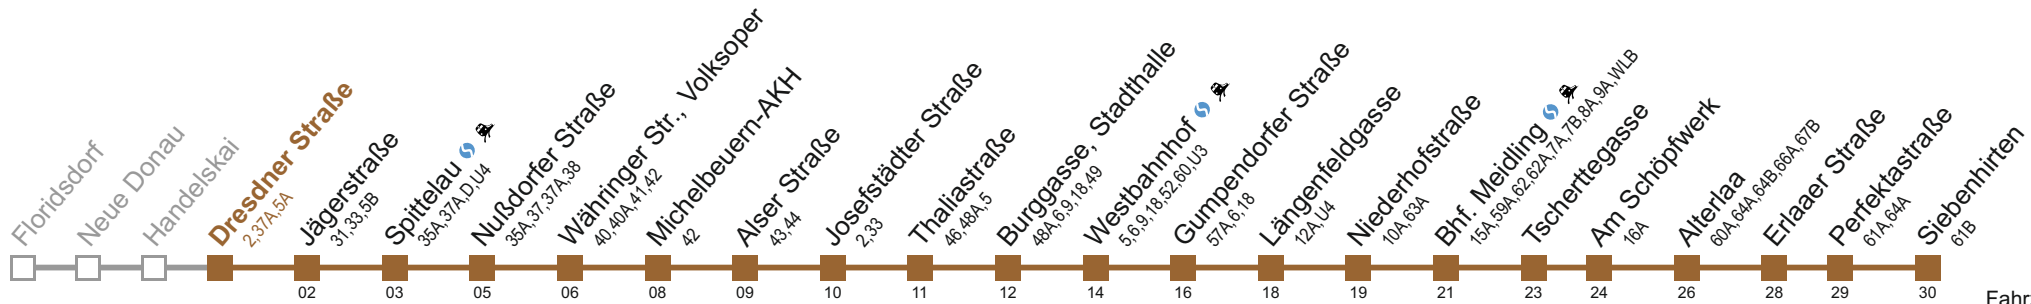 Floridsdorf
Neue Donau
Handelskai
Dresdner Straße
2,37A,5A
Jägerstraße
31,33,5B
Spittelau
35A,37A,D,U4
Nußdorfer Straße
35A,37,37A,38
Währinger Str., Volksoper
40,40A,41,42
Michelbeuern-AKH
42
Alser Straße
43,44
Josefstädter Straße
2,33
Thaliastraße
46,48A,5
Burggasse, Stadthalle
48A,6,9,18,49
Westbahnhof
5,6,9,18,52,60,U3
Gumpendorfer Straße
57A,6,18
Längenfeldgasse
12A,U4
Niederhofstraße
10A,63A
Bhf. Meidling
15A,59A,62,62A,7A,7B,8A,9A,WLB
Tscherttegasse
Am Schöpfwerk
16A
Alterlaa
60A,64A,64B,66A,67B
Erlaaer Straße
Perfektastraße
61A,64A
Siebenhirten
61B
02 03 05 06 08 09 10 11 12 14 16 18 19 21 23 24 26 28 29 30 Fahr